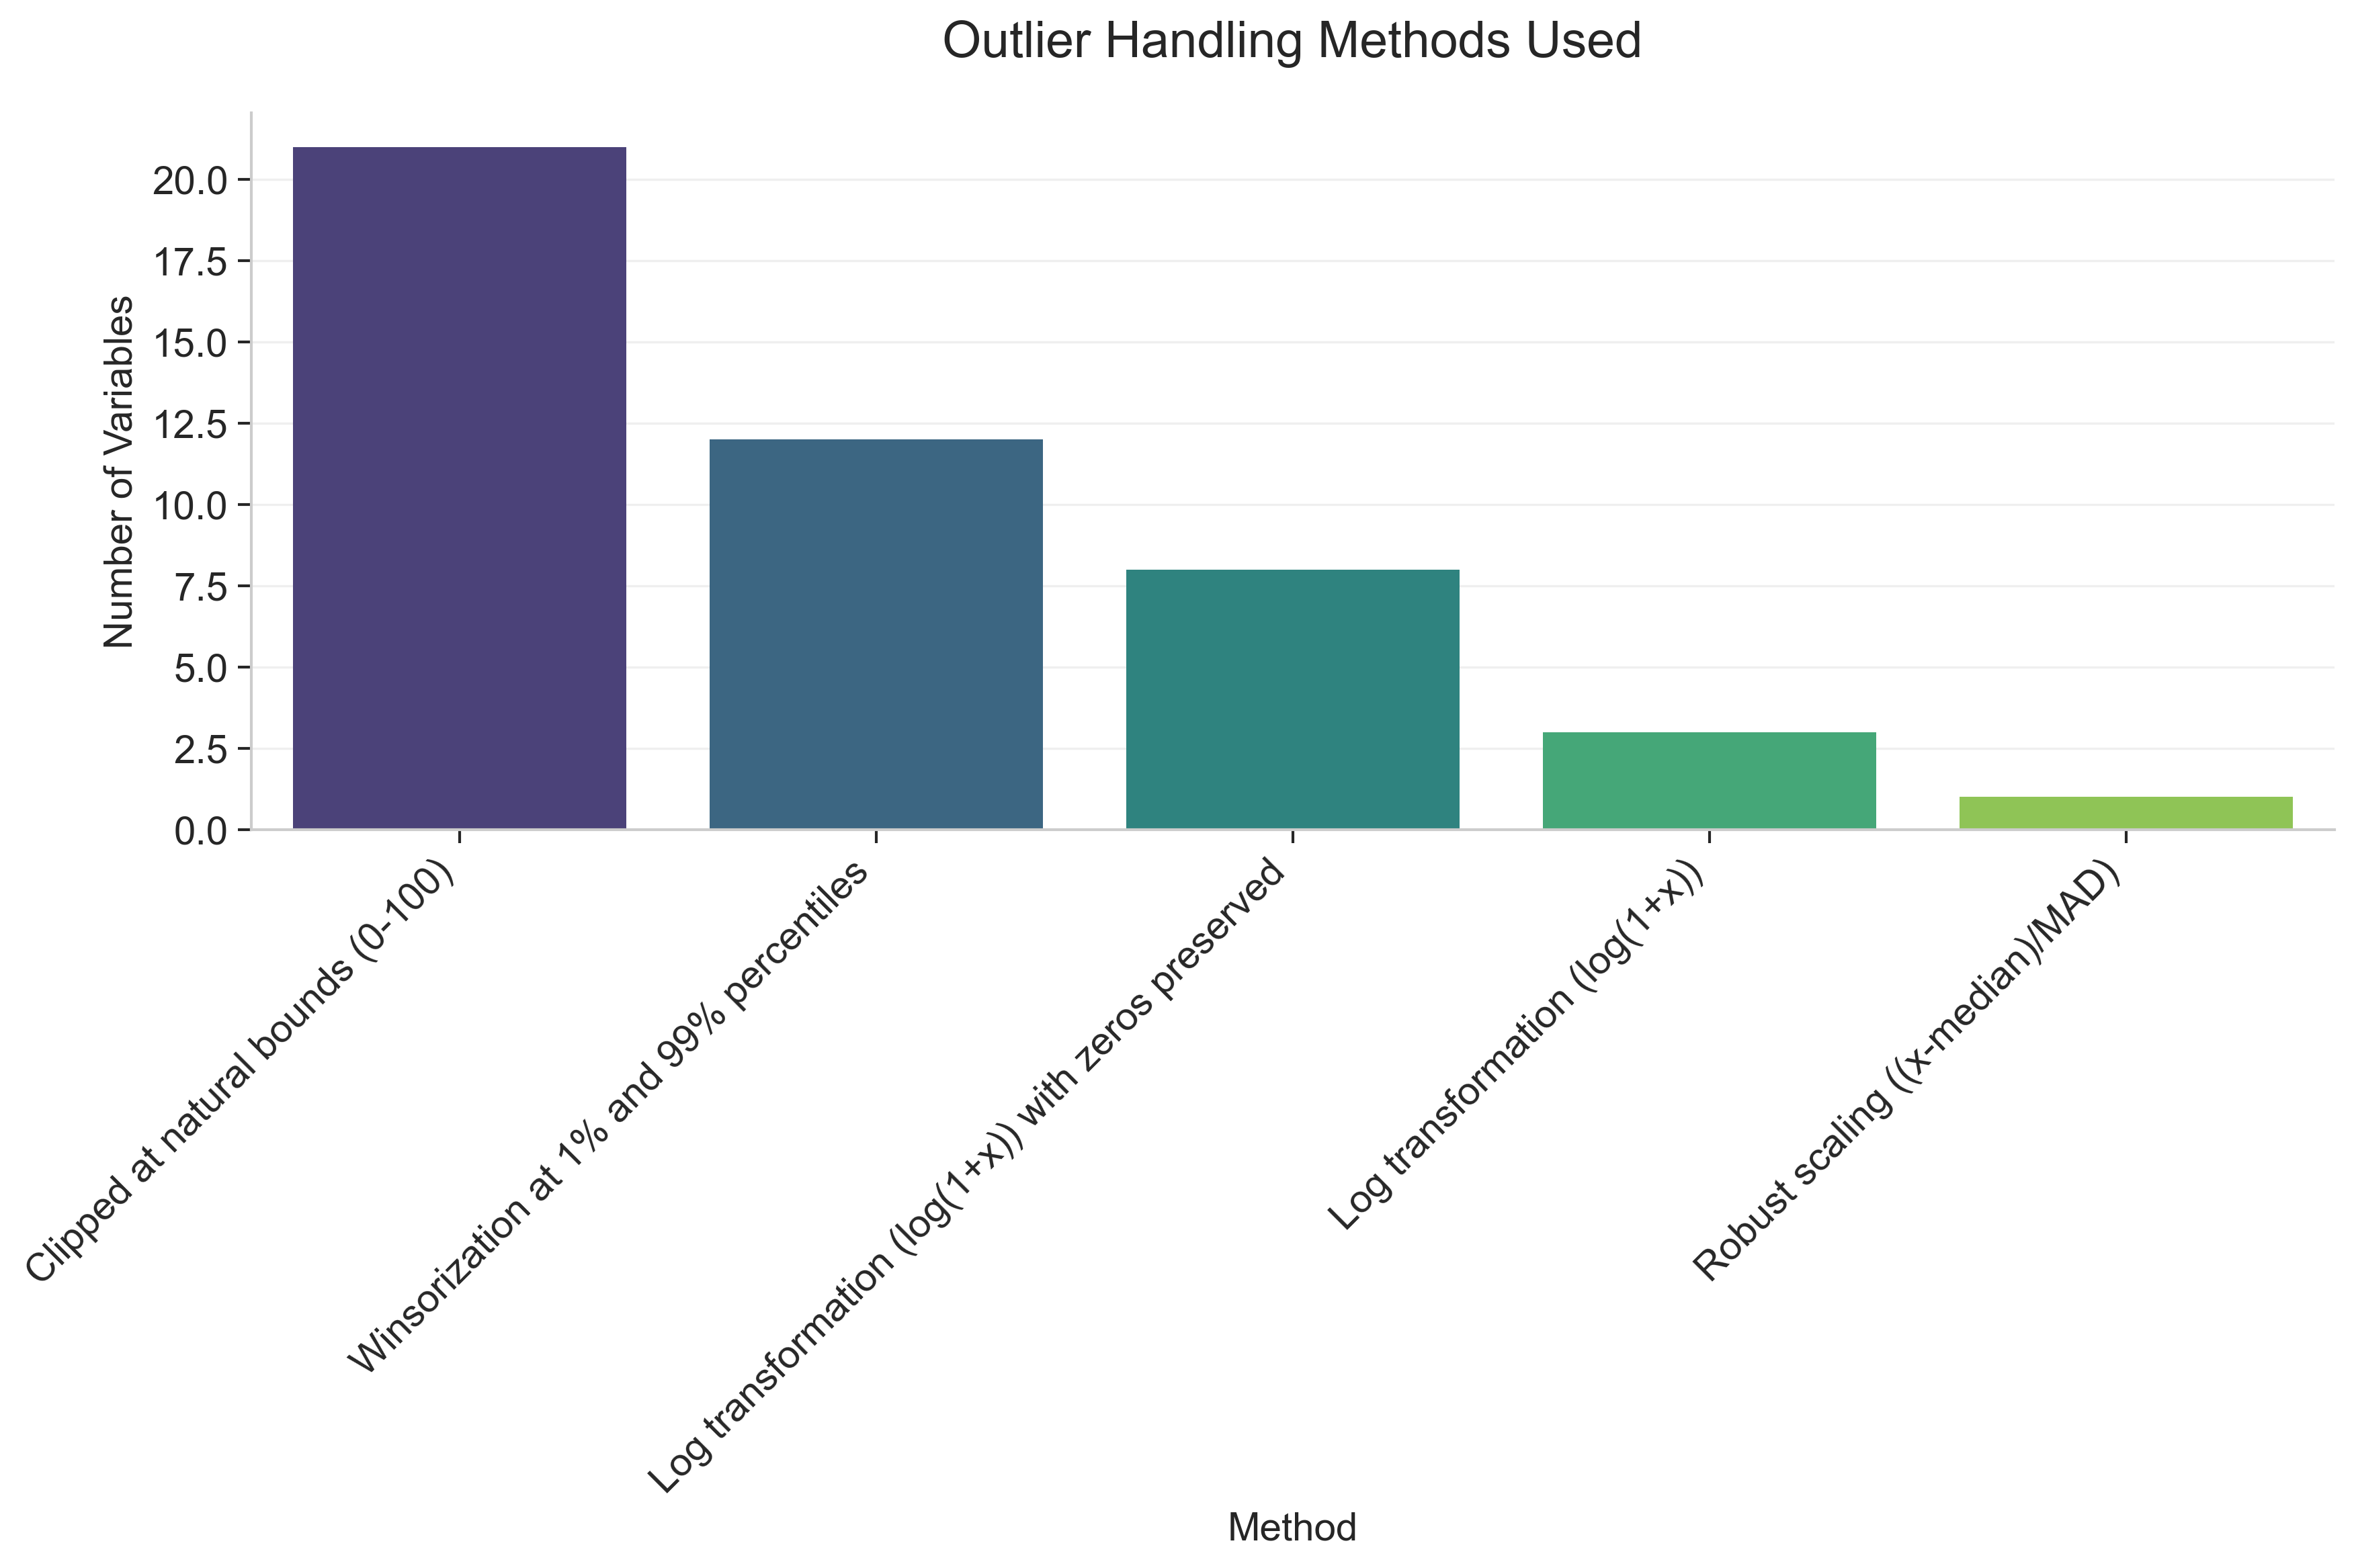 Outlier Handling Methods Used
Number of Variables
20.0
17.5
15.0
12.5
10.0
7.5
5.0
2.5
0.0
Clipped at natural bounds (0-100)
Winsorization at 1% and 99% percentiles
Log transformation (log(1+x)) with zeros preserved
Log transformation (log(1+x))
Robust scaling ((x-median)/MAD)
Method